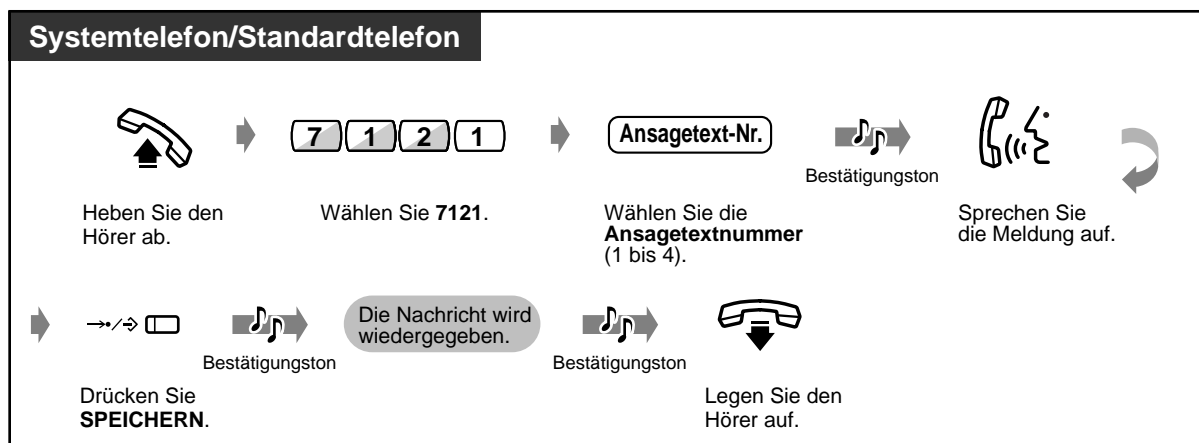 Systemtelefon/Standardtelefon
7 1 2 1
Ansagetext-Nr.
Bestätigungston
Heben Sie den
Hörer ab.
Wählen Sie 7121.
Wählen Sie die
Ansagetextnummer
(1 bis 4).
Sprechen Sie
die Meldung auf.
Bestätigungston
Die Nachricht wird
wiedergegeben.
Bestätigungston
Drücken Sie
SPEICHERN.
Legen Sie den
Hörer auf.